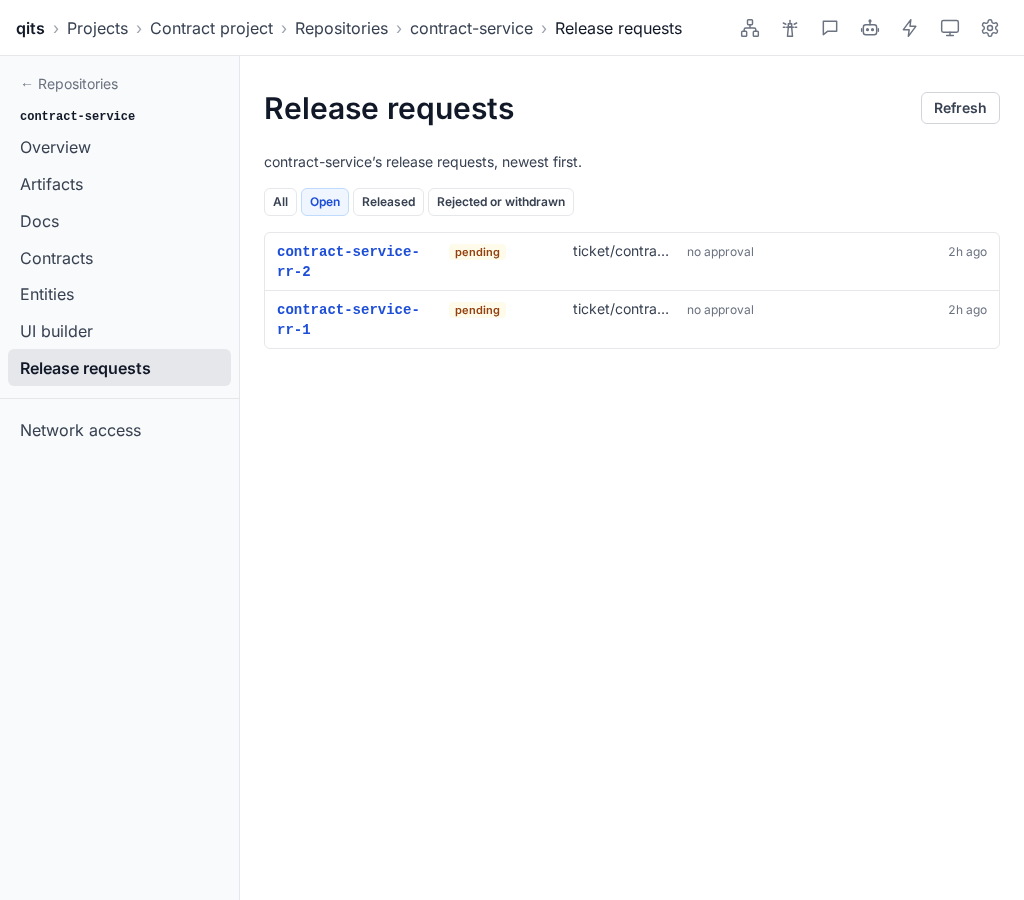 qits › Projects › Contract project › Repositories › contract-service › Release requests
← Repositories
contract-service
Overview
Artifacts
Docs
Contracts
Entities
UI builder
Release requests
Network access
Release requests
Refresh
contract-service’s release requests, newest first.
All Open Released Rejected or withdrawn
contract-service- pending ticket/contra… no approval 2h ago
rr-2
contract-service- pending ticket/contra… no approval 2h ago
rr-1